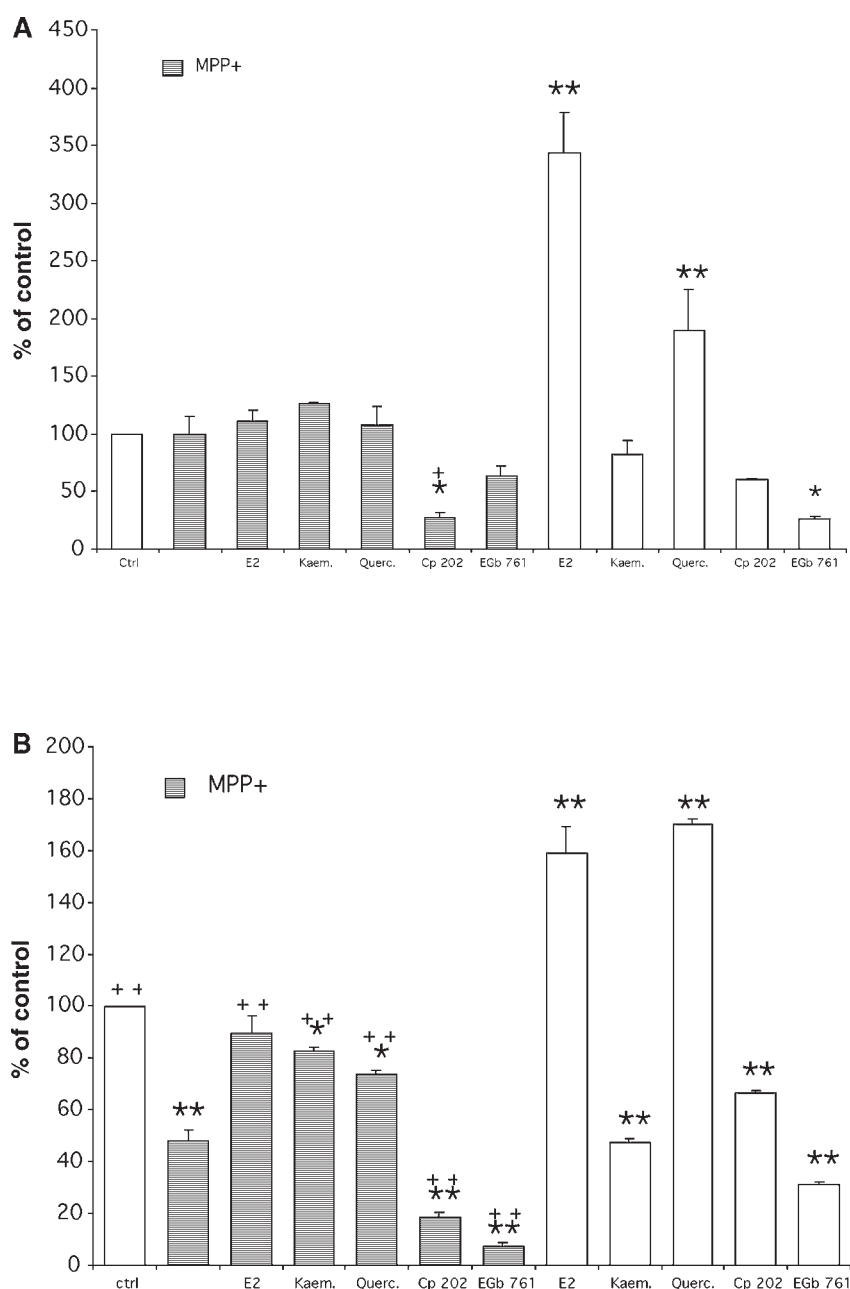 A
450
400
350
300
250
200
150
100
50
0
% of control
MPP+
**
**
+
*
*
Ctrl E2 Kaem. Querc. Cp 202 EGb 761 E2 Kaem. Querc. Cp 202 EGb 761
B
200
180
160
140
120
100
80
60
40
20
0
% of control
MPP+
** **
+ + + + + + + +
* *
** ** ** **
+ + + +
** **
ctrl E2 Kaem. Querc. Cp 202 EGb 761 E2 Kaem. Querc. Cp 202 EGb 761